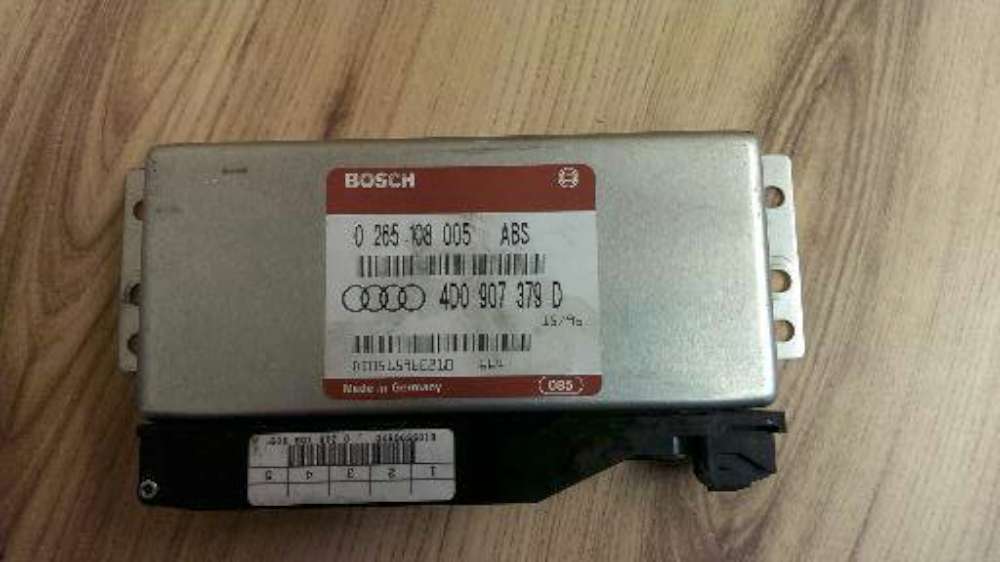 BOSCH
0 265 108 005 ABS
4D0 907 379 D
15/96
Made in Germany
085
1 2 3 4 5